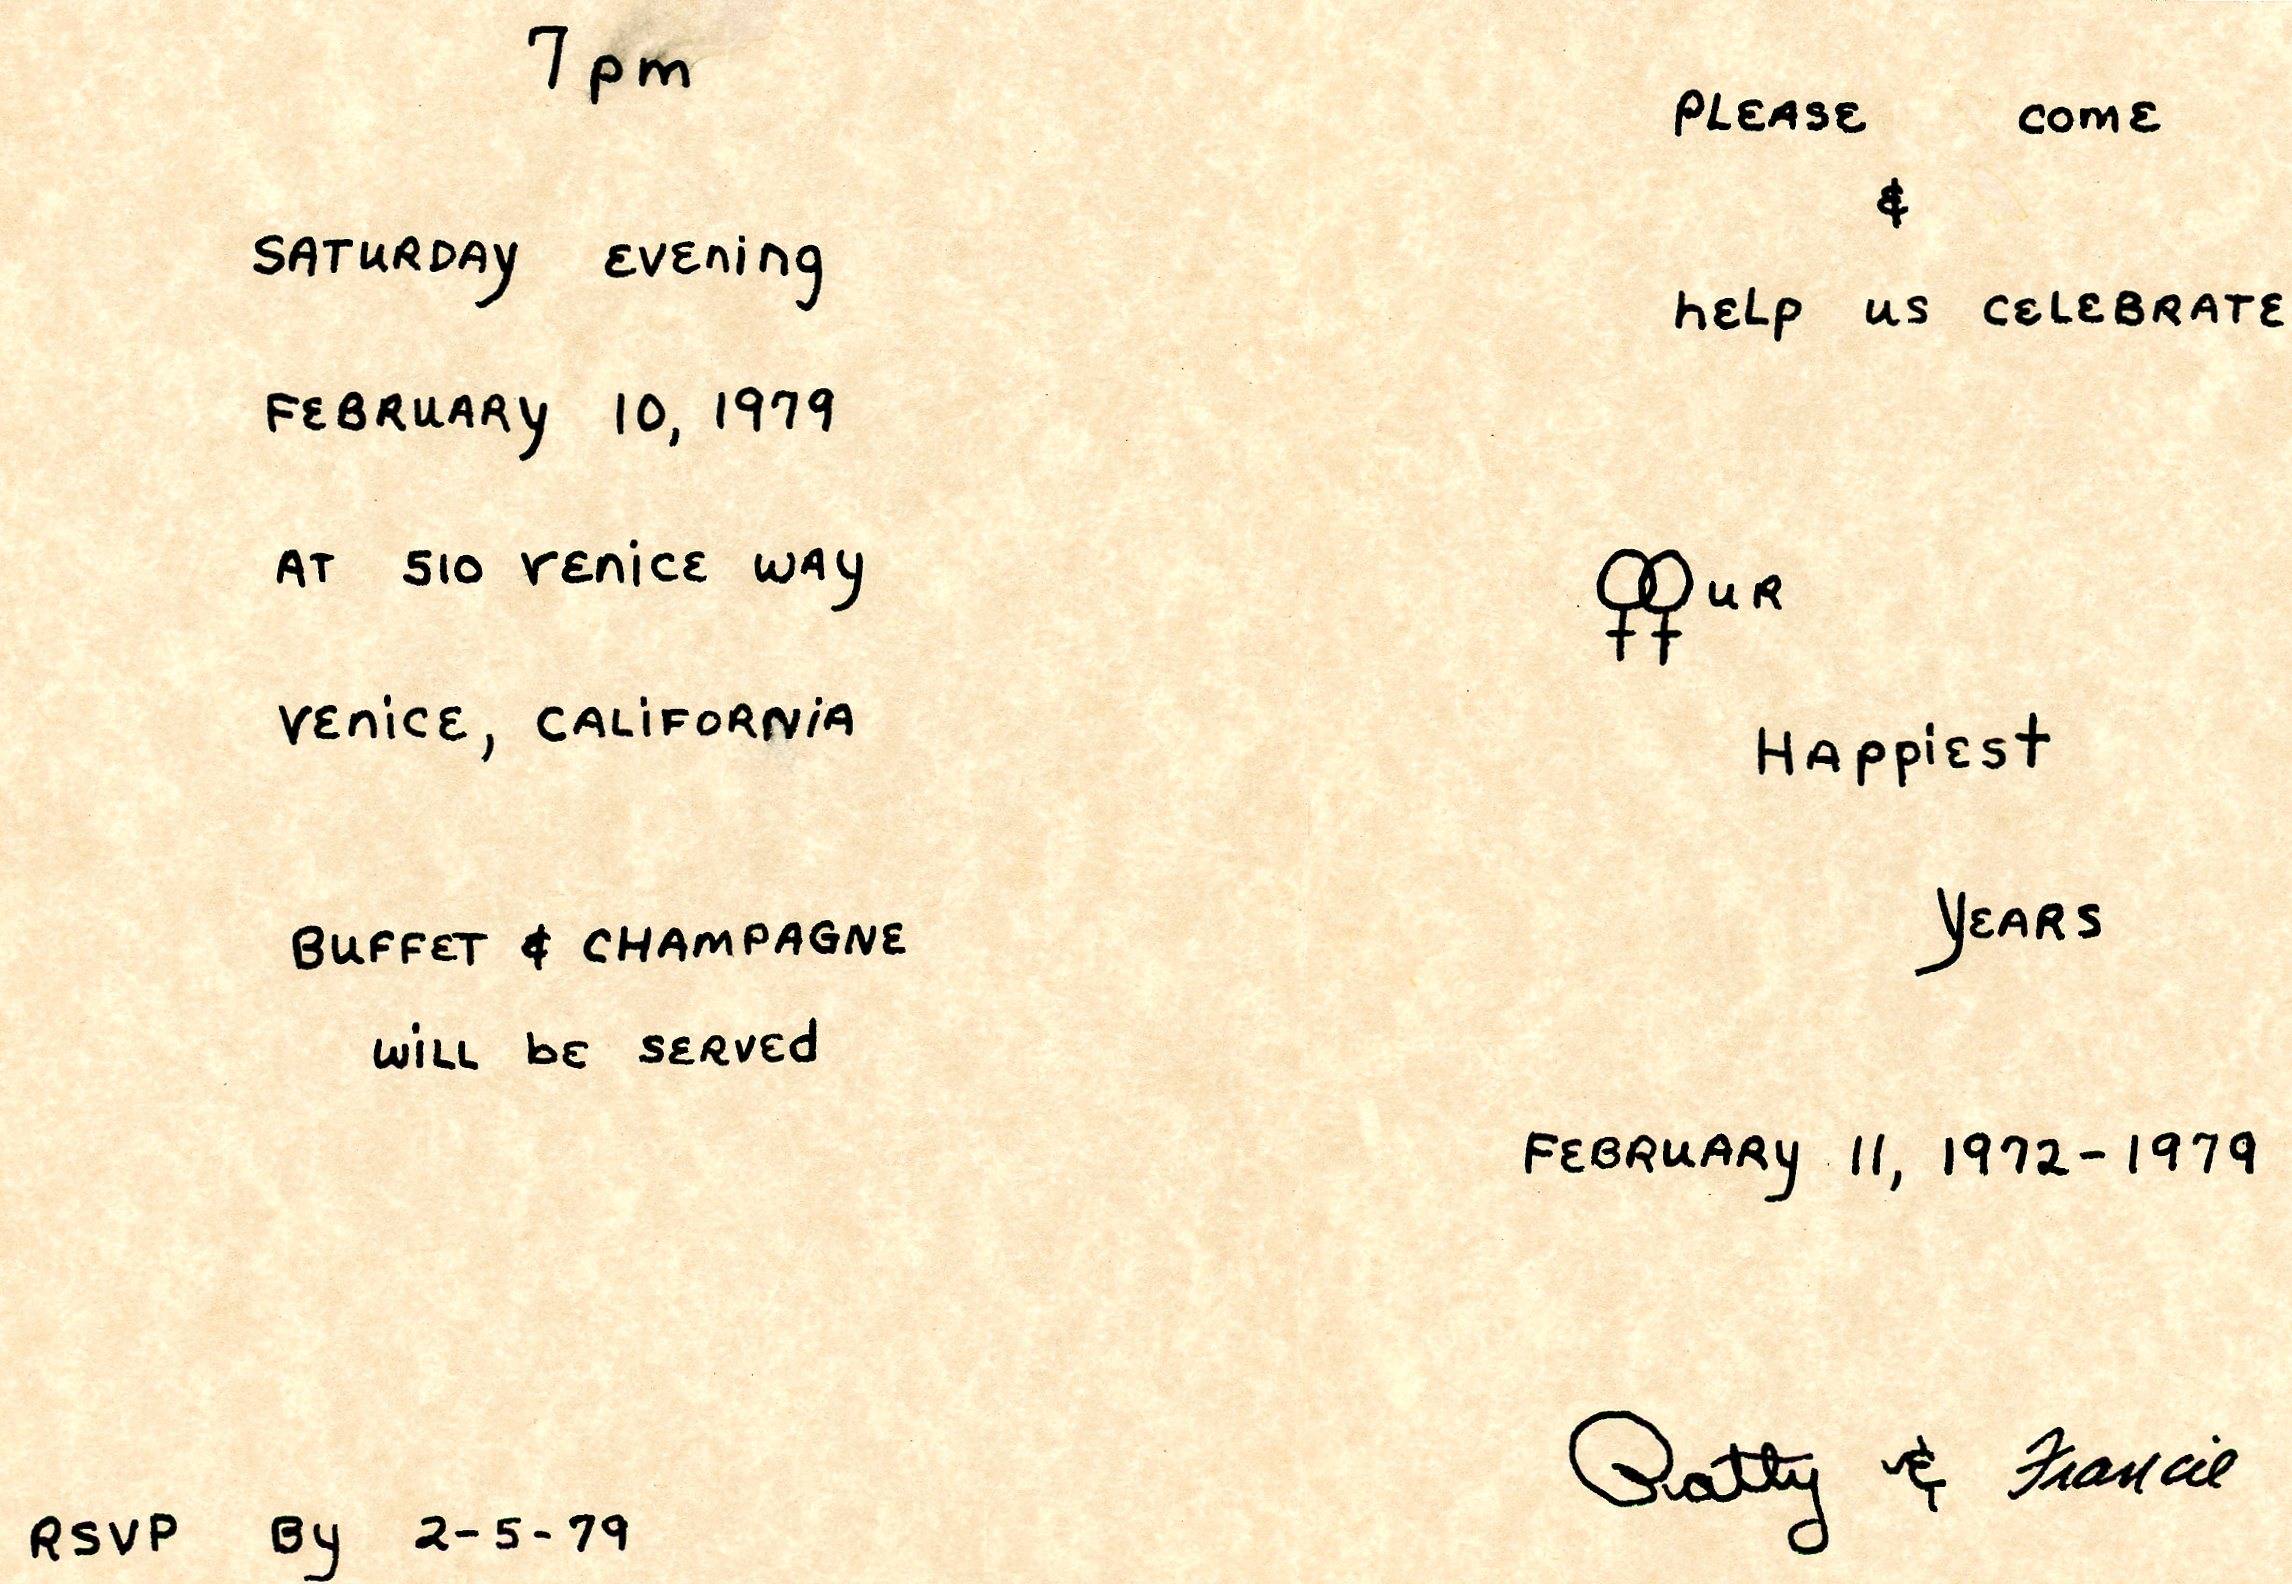 7pm
SATURDAY EVEning
FEBRUARY 10, 1979
AT 510 VEnicE WAY
VEnicE, CALiFORNiA
BUFFET & CHAMPAGNE
will bE SERVEd
RSVP By 2-5-79
PLEASE comE
&
hELp us CELEBRATE
⚢uR
HAppiEst
YEARS
FEBRUARY 11, 1972-1979
Patty & Francie